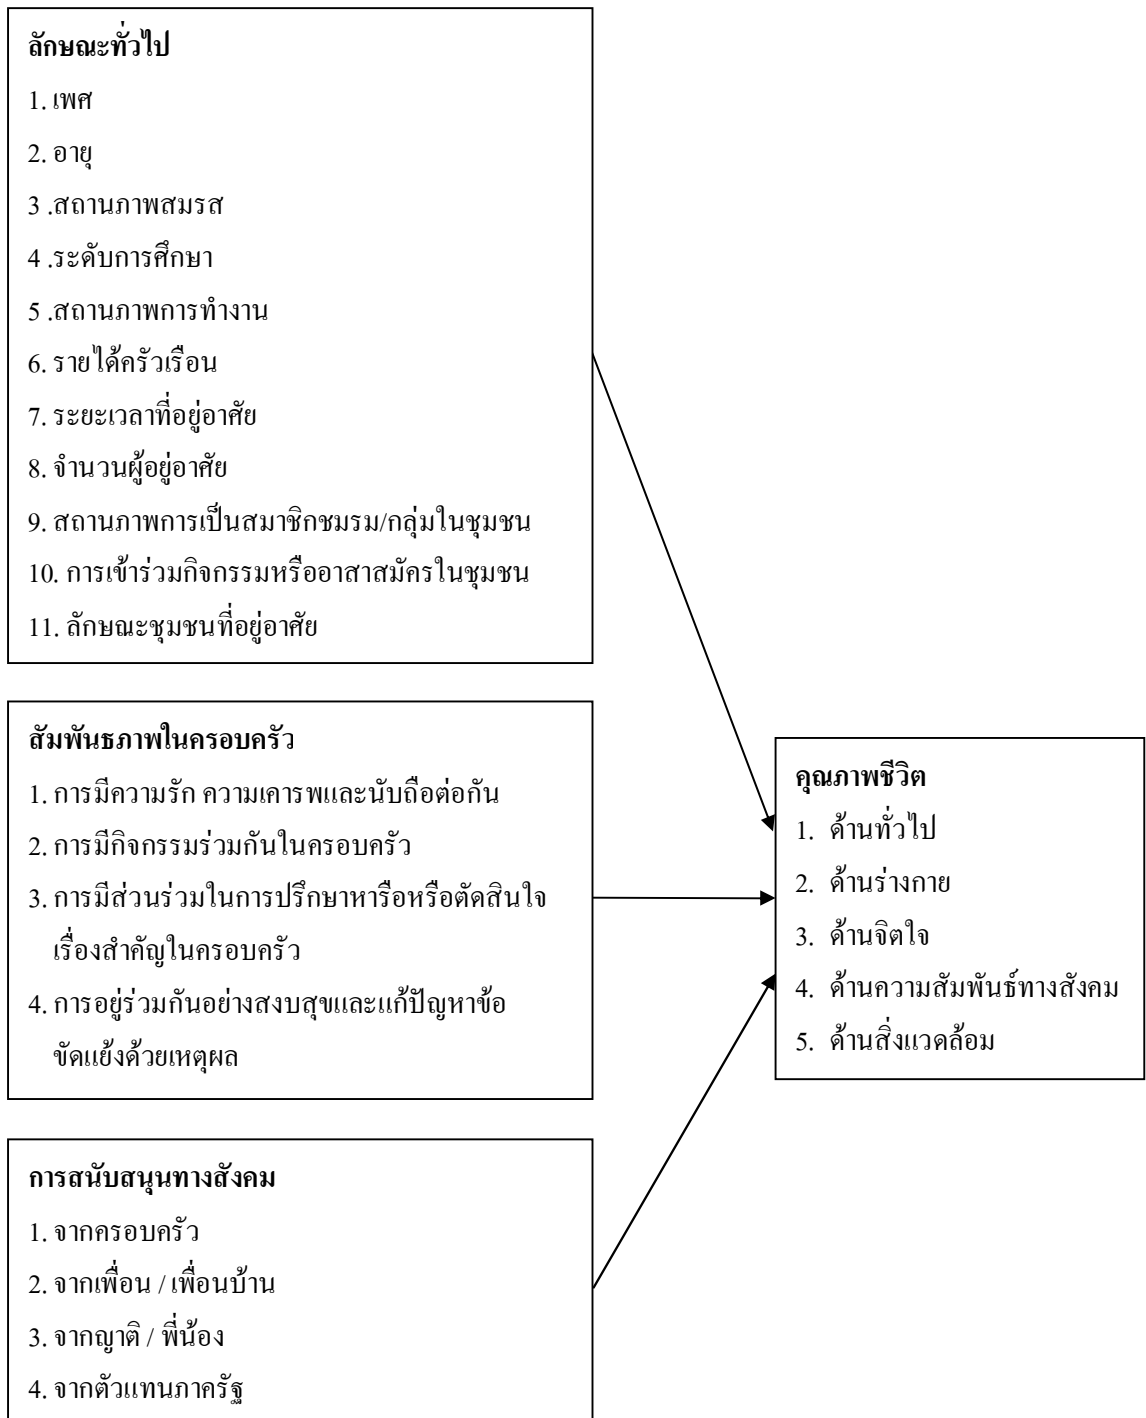 ลักษณะทั่วไป
1. เพศ
2. อายุ
3 .สถานภาพสมรส
4 .ระดับการศึกษา
5 .สถานภาพการทำงาน
6. รายได้ครัวเรือน
7. ระยะเวลาที่อยู่อาศัย
8. จำนวนผู้อยู่อาศัย
9. สถานภาพการเป็นสมาชิกชมรม/กลุ่มในชุมชน
10. การเข้าร่วมกิจกรรมหรืออาสาสมัครในชุมชน
11. ลักษณะชุมชนที่อยู่อาศัย
สัมพันธภาพในครอบครัว
1. การมีความรัก ความเคารพและนับถือต่อกัน
2. การมีกิจกรรมร่วมกันในครอบครัว
3. การมีส่วนร่วมในการปรึกษาหารือหรือตัดสินใจ
เรื่องสำคัญในครอบครัว
4. การอยู่ร่วมกันอย่างสงบสุขและแก้ปัญหาข้อ
ขัดแย้งด้วยเหตุผล
การสนับสนุนทางสังคม
1. จากครอบครัว
2. จากเพื่อน / เพื่อนบ้าน
3. จากญาติ / พี่น้อง
4. จากตัวแทนภาครัฐ
คุณภาพชีวิต
1. ด้านทั่วไป
2. ด้านร่างกาย
3. ด้านจิตใจ
4. ด้านความสัมพันธ์ทางสังคม
5. ด้านสิ่งแวดล้อม